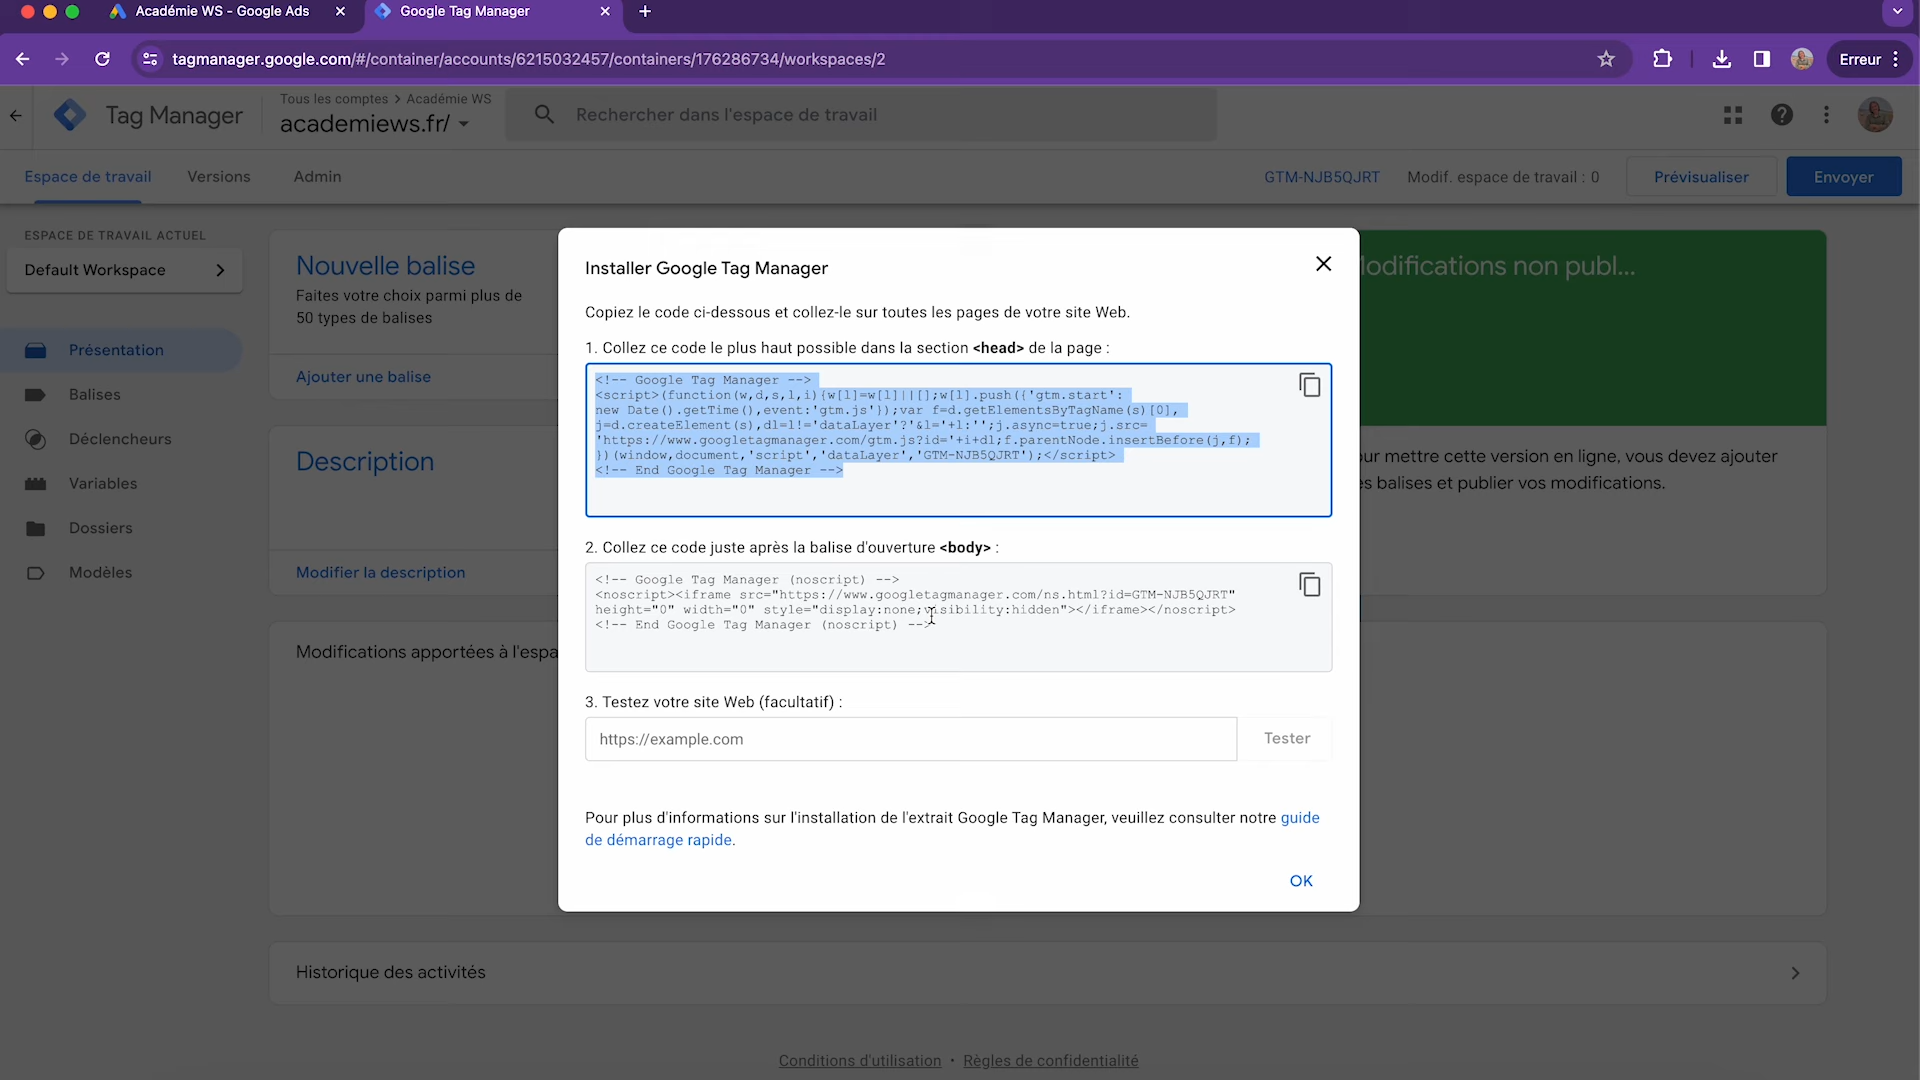 Académie WS - Google Ads
Google Tag Manager
tagmanager.google.com/#/container/accounts/6215032457/containers/176286734/workspaces/2
Erreur
Tag Manager
Tous les comptes > Académie WS
academiews.fr/
Rechercher dans l'espace de travail
Espace de travail
Versions
Admin
GTM-NJB5QJRT
Modif. espace de travail : 0
Prévisualiser
Envoyer
ESPACE DE TRAVAIL ACTUEL
Default Workspace
Présentation
Balises
Déclencheurs
Variables
Dossiers
Modèles
Nouvelle balise
Faites votre choix parmi plus de
50 types de balises
Ajouter une balise
Description
Modifier la description
Modifications apportées à l'espa
Installer Google Tag Manager
Copiez le code ci-dessous et collez-le sur toutes les pages de votre site Web.
1. Collez ce code le plus haut possible dans la section <head> de la page :
<!-- Google Tag Manager -->
<script>(function(w,d,s,l,i){w[l]=w[l]||[];w[l].push({'gtm.start':
new Date().getTime(),event:'gtm.js'});var f=d.getElementsByTagName(s)[0],
j=d.createElement(s),dl=l!='dataLayer'?'&l='+l:'';j.async=true;j.src=
'https://www.googletagmanager.com/gtm.js?id='+i+dl;f.parentNode.insertBefore(j,f);
})(window,document,'script','dataLayer','GTM-NJB5QJRT');</script>
<!-- End Google Tag Manager -->
2. Collez ce code juste après la balise d'ouverture <body> :
<!-- Google Tag Manager (noscript) -->
<noscript><iframe src="https://www.googletagmanager.com/ns.html?id=GTM-NJB5QJRT"
height="0" width="0" style="display:none;visibility:hidden"></iframe></noscript>
<!-- End Google Tag Manager (noscript) -->
3. Testez votre site Web (facultatif) :
https://example.com
Tester
Pour plus d'informations sur l'installation de l'extrait Google Tag Manager, veuillez consulter notre guide
de démarrage rapide.
OK
Modifications non publ...
ur mettre cette version en ligne, vous devez ajouter
s balises et publier vos modifications.
Historique des activités
Conditions d'utilisation • Règles de confidentialité